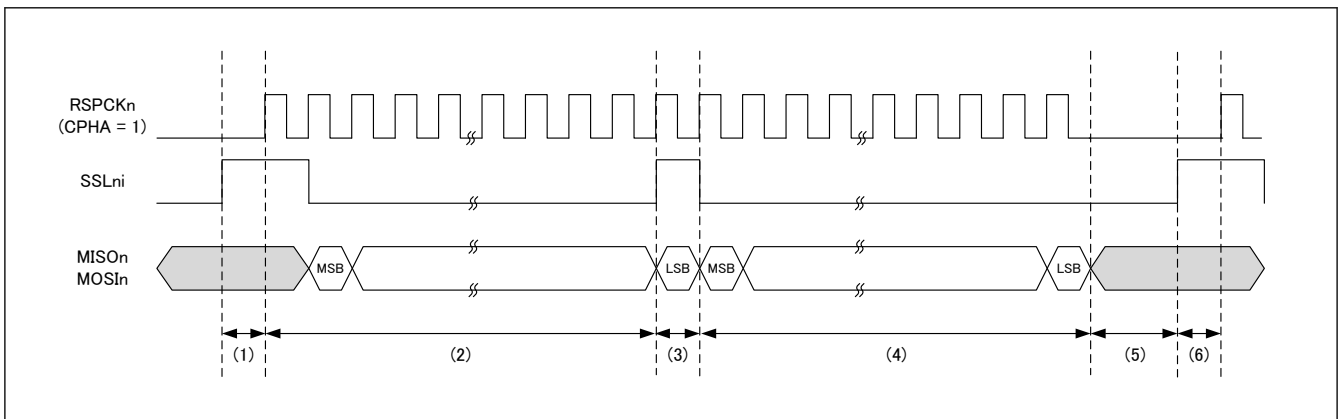 RSPCKn
(CPHA = 1)
SSLni
MISOn
MOSIn
MSB
LSB
MSB
LSB
(1)
(2)
(3)
(4)
(5)
(6)